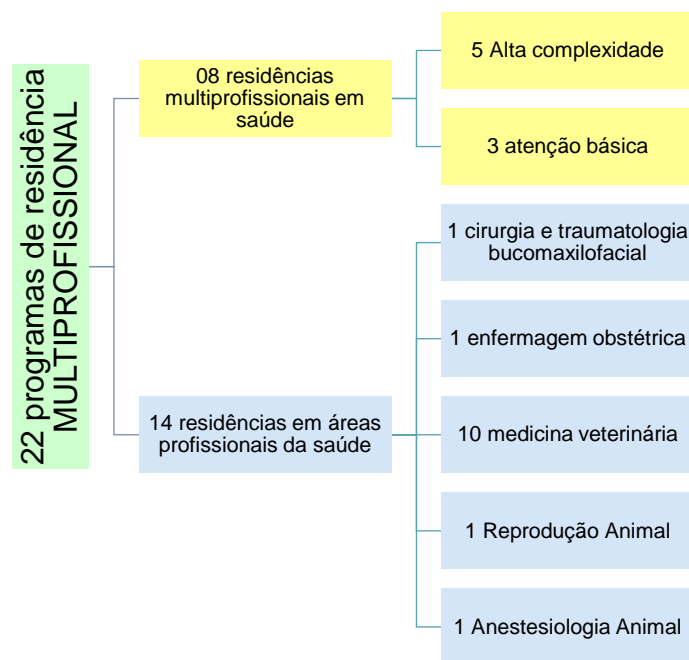 22 programas de residência
MULTIPROFISSIONAL
08 residências
multiprofissionais em
saúde
5 Alta complexidade
3 atenção básica
14 residências em áreas
profissionais da saúde
1 cirurgia e traumatologia
bucomaxilofacial
1 enfermagem obstétrica
10 medicina veterinária
1 Reprodução Animal
1 Anestesiologia Animal